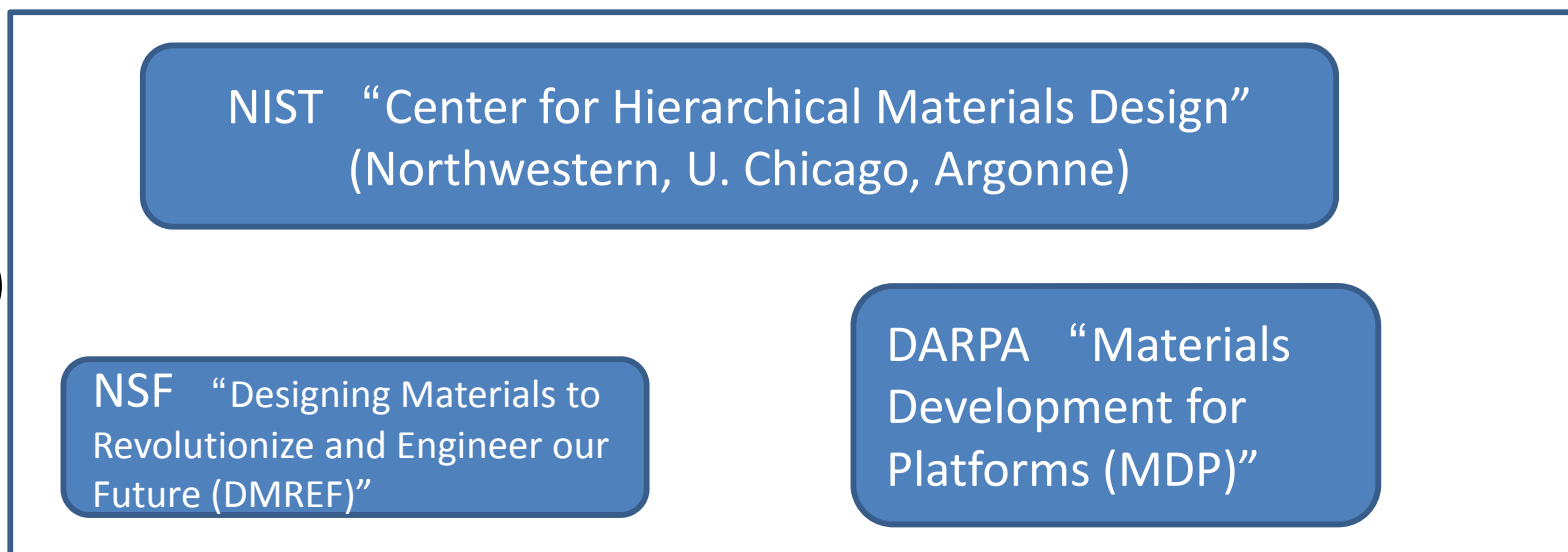 NIST “Center for Hierarchical Materials Design”
(Northwestern, U. Chicago, Argonne)
NSF “Designing Materials to
Revolutionize and Engineer our
Future (DMREF)”
DARPA “Materials
Development for
Platforms (MDP)”